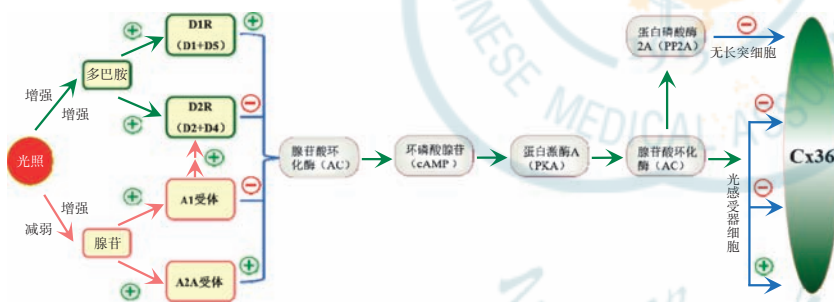 D1R
(D1+D5)
多巴胺
增强
增强
D2R
(D2+D4)
光照
增强
减弱
腺苷
A1受体
A2A受体
腺苷酸环
化酶（AC）
环磷酸腺苷
（cAMP）
蛋白激酶A
（PKA）
腺苷酸环化
酶（AC）
蛋白磷酸酶
2A（PP2A）
无长突细胞
光感受器细胞
Cx36
CHINESE MEDICAL ASSO